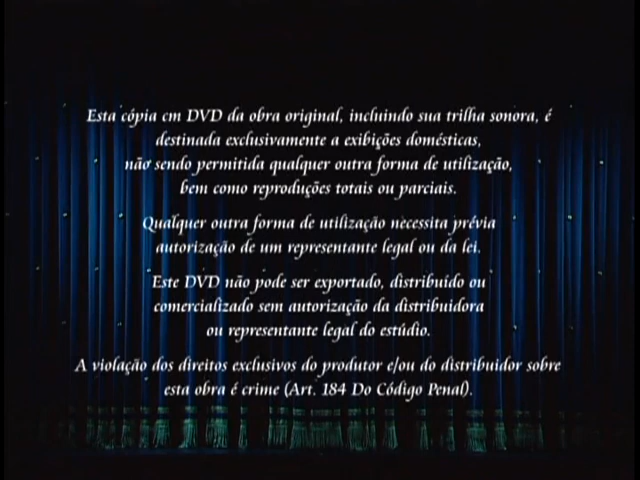 Esta cópia em DVD da obra original, incluindo sua trilha sonora, é
destinada exclusivamente a exibições domésticas,
não sendo permitida qualquer outra forma de utilização,
bem como reproduções totais ou parciais.
Qualquer outra forma de utilização necessita prévia
autorização de um representante legal ou da lei.
Este DVD não pode ser exportado, distribuído ou
comercializado sem autorização da distribuidora
ou representante legal do estúdio.
A violação dos direitos exclusivos do produtor e/ou do distribuidor sobre
esta obra é crime (Art. 184 Do Código Penal).